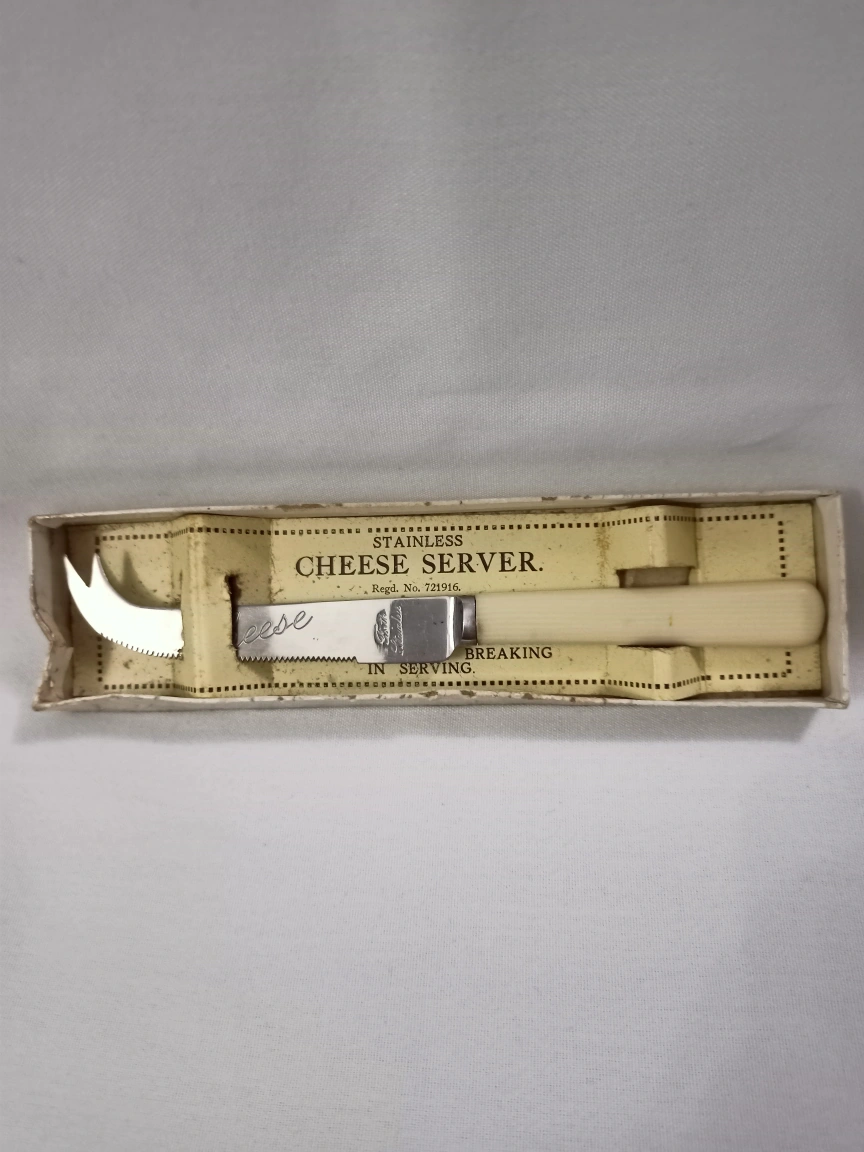 STAINLESS
CHEESE SERVER.
Regd. No. 721916.
eese
BREAKING
IN SERVING.